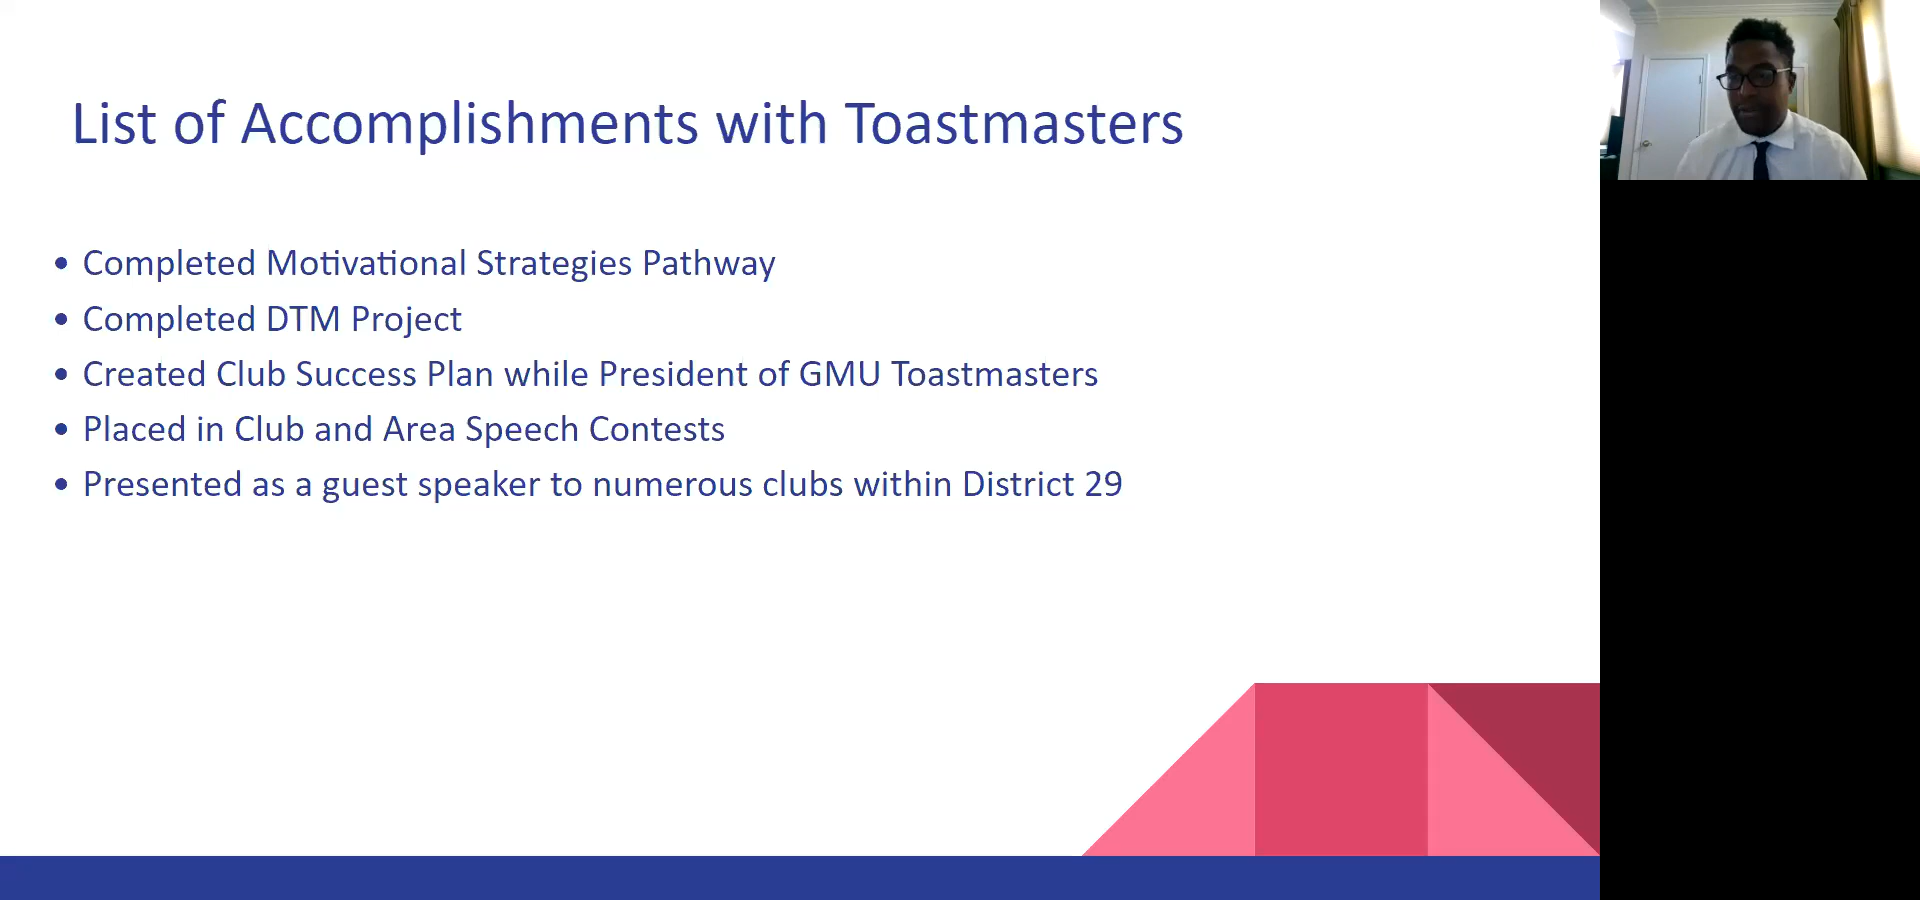 List of Accomplishments with Toastmasters
• Completed Motivational Strategies Pathway
• Completed DTM Project
• Created Club Success Plan while President of GMU Toastmasters
• Placed in Club and Area Speech Contests
• Presented as a guest speaker to numerous clubs within District 29